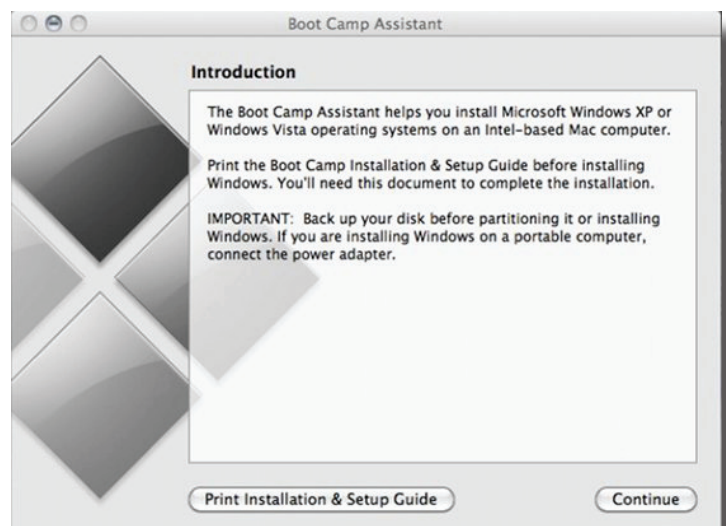 Boot Camp Assistant
Introduction
The Boot Camp Assistant helps you install Microsoft Windows XP or
Windows Vista operating systems on an Intel-based Mac computer.
Print the Boot Camp Installation & Setup Guide before installing
Windows. You'll need this document to complete the installation.
IMPORTANT: Back up your disk before partitioning it or installing
Windows. If you are installing Windows on a portable computer,
connect the power adapter.
Print Installation & Setup Guide
Continue